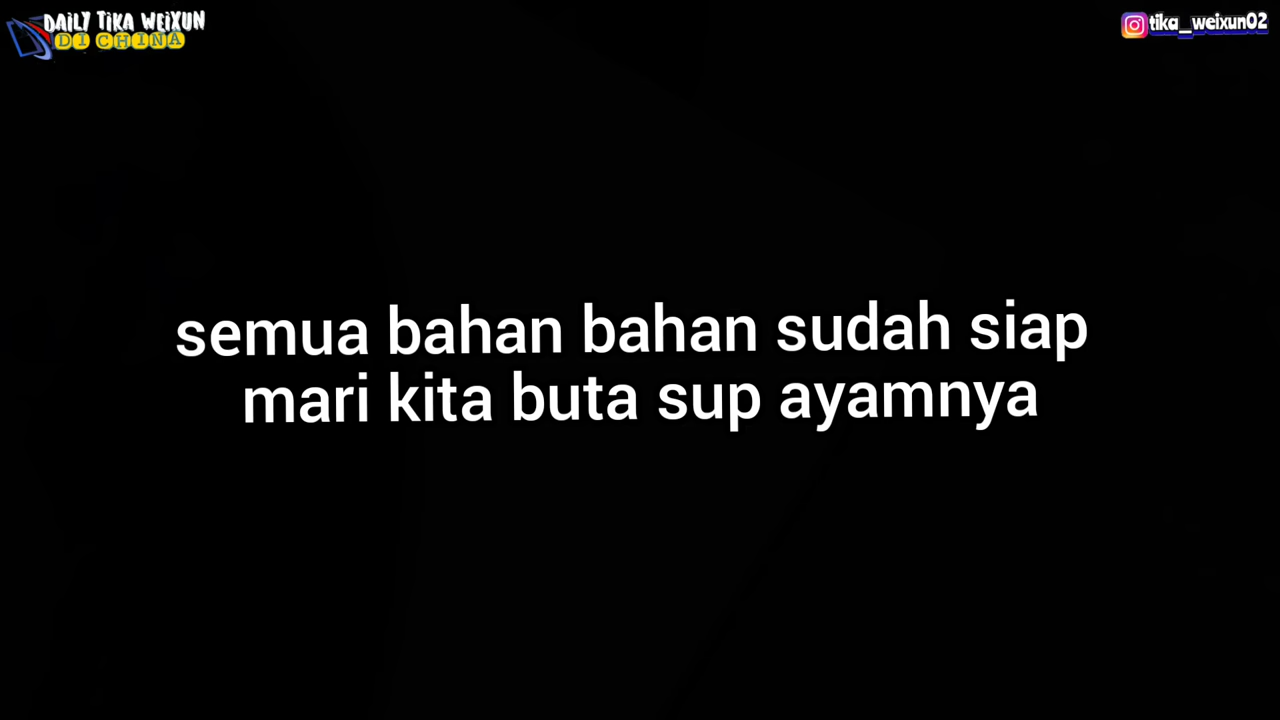 DAILY TIKA WEIXUN
DI CHINA
tika_weixun02
semua bahan bahan sudah siap
mari kita buta sup ayamnya